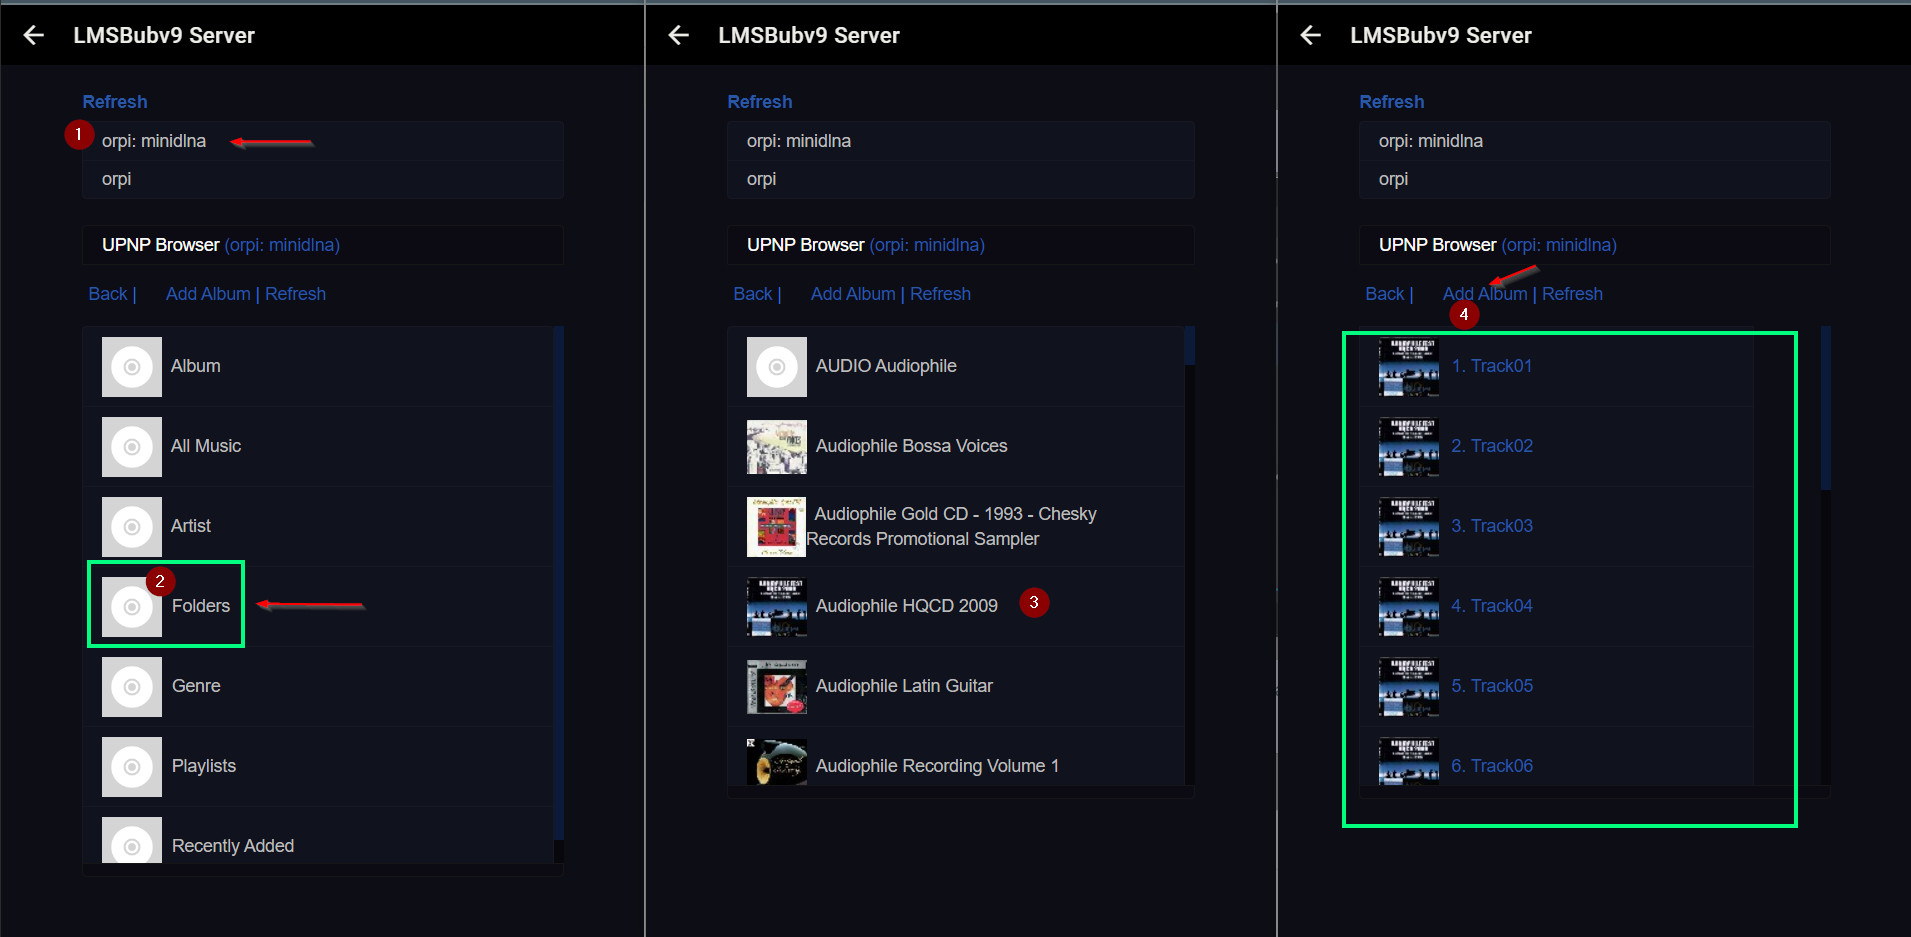 LMSBubv9 Server
Refresh
1
orpi: minidlna
orpi
UPNP Browser (orpi: minidlna)
Back | Add Album | Refresh
Album
All Music
Artist
2
Folders
Genre
Playlists
Recently Added
LMSBubv9 Server
Refresh
orpi: minidlna
orpi
UPNP Browser (orpi: minidlna)
Back | Add Album | Refresh
AUDIO Audiophile
Audiophile Bossa Voices
Audiophile Gold CD - 1993 - Chesky
Records Promotional Sampler
Audiophile HQCD 2009
3
Audiophile Latin Guitar
Audiophile Recording Volume 1
LMSBubv9 Server
Refresh
orpi: minidlna
orpi
UPNP Browser (orpi: minidlna)
Back | Add Album | Refresh
4
1. Track01
2. Track02
3. Track03
4. Track04
5. Track05
6. Track06